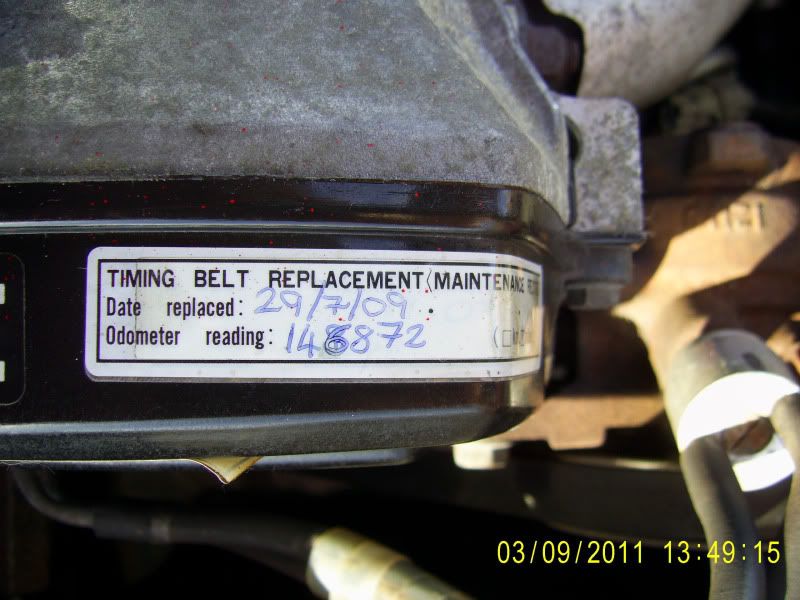 TIMING BELT REPLACEMENT (MAINTENANCE
Date replaced: 29/7/09
Odometer reading: 148872
03/09/2011 13:49:15